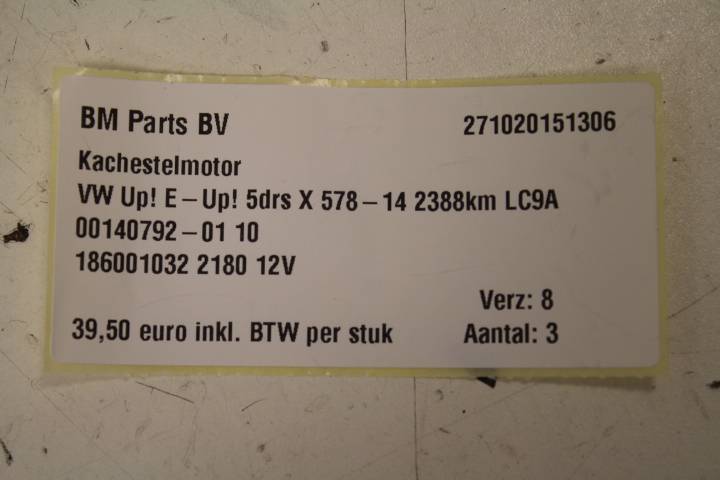 BM Parts BV 271020151306
Kachestelmotor
VW Up! E-Up! 5drs X 578-14 2388km LC9A
00140792-01 10
186001032 2180 12V
Verz: 8
39,50 euro inkl. BTW per stuk Aantal: 3